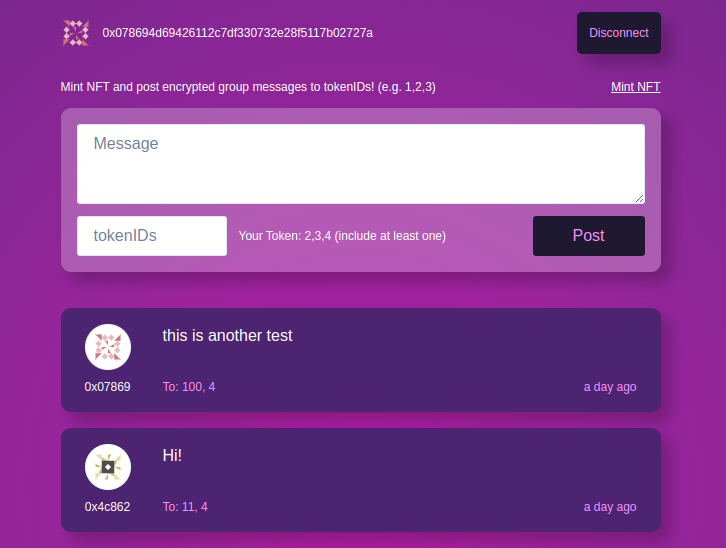 0x078694d69426112c7df330732e28f5117b02727a
Disconnect
Mint NFT and post encrypted group messages to tokenIDs! (e.g. 1,2,3)
Mint NFT
Message
tokenIDs
Your Token: 2,3,4 (include at least one)
Post
this is another test
0x07869
To: 100, 4
a day ago
Hi!
0x4c862
To: 11, 4
a day ago